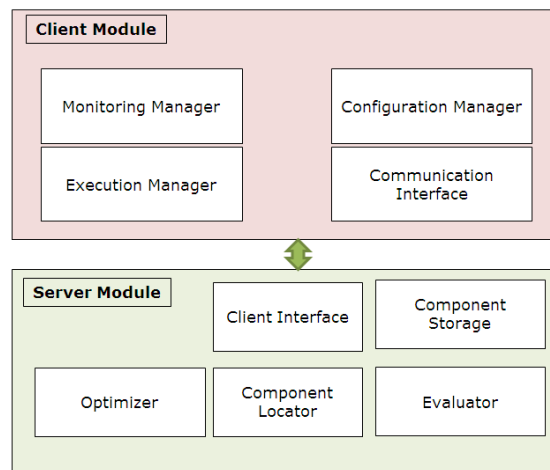 Client Module
Monitoring Manager
Configuration Manager
Execution Manager
Communication
Interface
Server Module
Client Interface
Component
Storage
Optimizer
Component
Locator
Evaluator